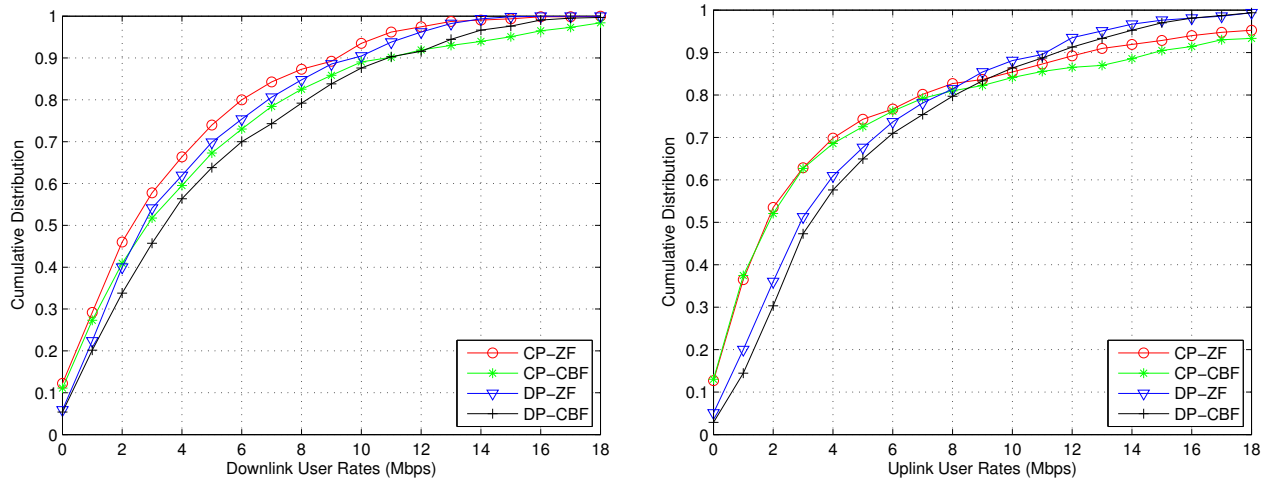 1
0.9
0.8
0.7
0.6
0.5
0.4
0.3
0.2
0.1
0
Cumulative Distribution
CP−ZF
CP−CBF
DP−ZF
DP−CBF
0 2 4 6 8 10 12 14 16 18
Downlink User Rates (Mbps)
1
0.9
0.8
0.7
0.6
0.5
0.4
0.3
0.2
0.1
0
Cumulative Distribution
CP−ZF
CP−CBF
DP−ZF
DP−CBF
0 2 4 6 8 10 12 14 16 18
Uplink User Rates (Mbps)